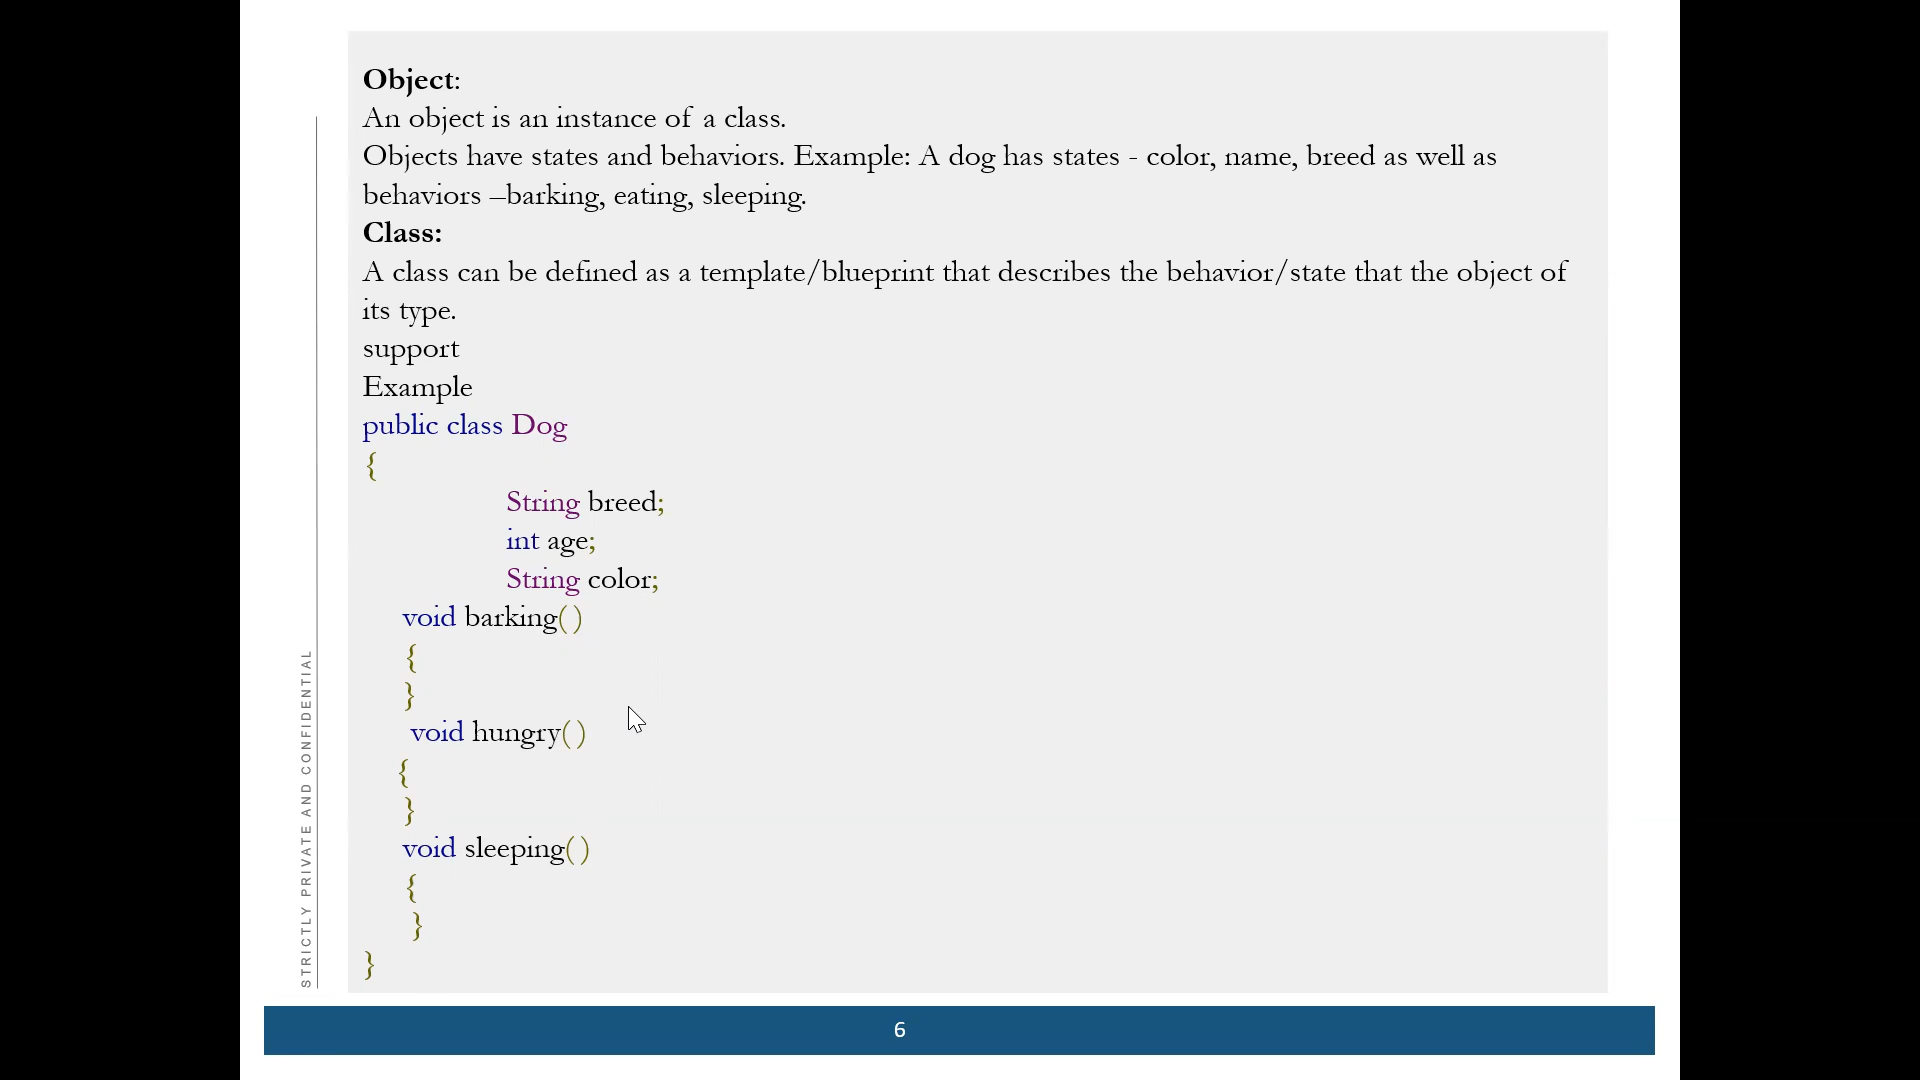 Object:
An object is an instance of a class.
Objects have states and behaviors. Example: A dog has states - color, name, breed as well as
behaviors –barking, eating, sleeping.
Class:
A class can be defined as a template/blueprint that describes the behavior/state that the object of
its type.
support
Example
public class Dog
{
String breed;
int age;
String color;
void barking( )
{
}
void hungry( )
{
}
void sleeping( )
{
}
}
STRICTLY PRIVATE AND CONFIDENTIAL
6